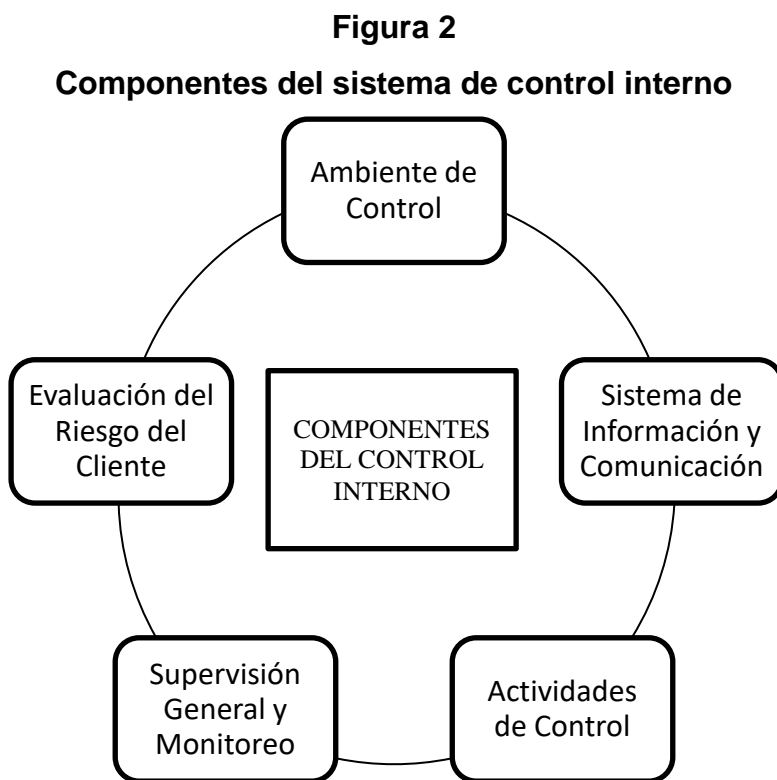 Figura 2
Componentes del sistema de control interno
Ambiente de
Control
Evaluación del
Riesgo del
Cliente
COMPONENTES
DEL CONTROL
INTERNO
Sistema de
Información y
Comunicación
Supervisión
General y
Monitoreo
Actividades
de Control